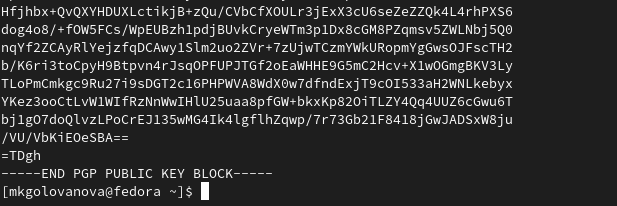 Hfjhbx+QvQXYHDUXLctikjB+zQu/CVbCfXOULr3jExX3cU6seZeZZQk4L4rhPXS6
dog4o8/+fOW5FCs/WpEUBzh1pdjBUvkCryeWTm3p1Dx8cGM8PZqmsv5ZWLNbj5Q0
nqYf2ZCAyRlYejzfqDCAwy1Slm2uo2ZVr+7zUjwTCzmYWkURopmYgGwsOJFscTH2
b/K6ri3toCpyH9Btpvn4rJsqOPFUPJTGf2oEaWHHE9G5mC2Hcv+X1wOGmgBKV3Ly
TLoPmCmkgc9Ru27i9sDGT2c16PHPWVA8WdX0w7dfndExjT9cOI533aH2WNLkebyx
YKez3ooCtLvW1WIfRzNnWwIHlU25uaa8pfGW+bkxKp82OiTLZY4Qq4UUZ6cGwu6T
bj1gO7doQlvzLPoCrEJ135wMG4Ik4lgflhZqwp/7r73Gb21F8418jGwJADSxW8ju
/VU/VbKiEOeSBA==
=TDgh
-----END PGP PUBLIC KEY BLOCK-----
[mkgolovanova@fedora ~]$